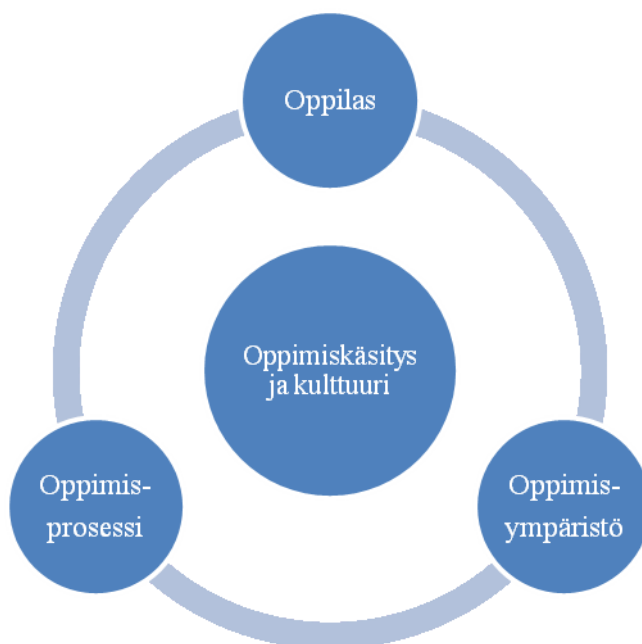 Oppilas
Oppimiskäsitys
ja kulttuuri
Oppimis-
prosessi
Oppimis-
ympäristö